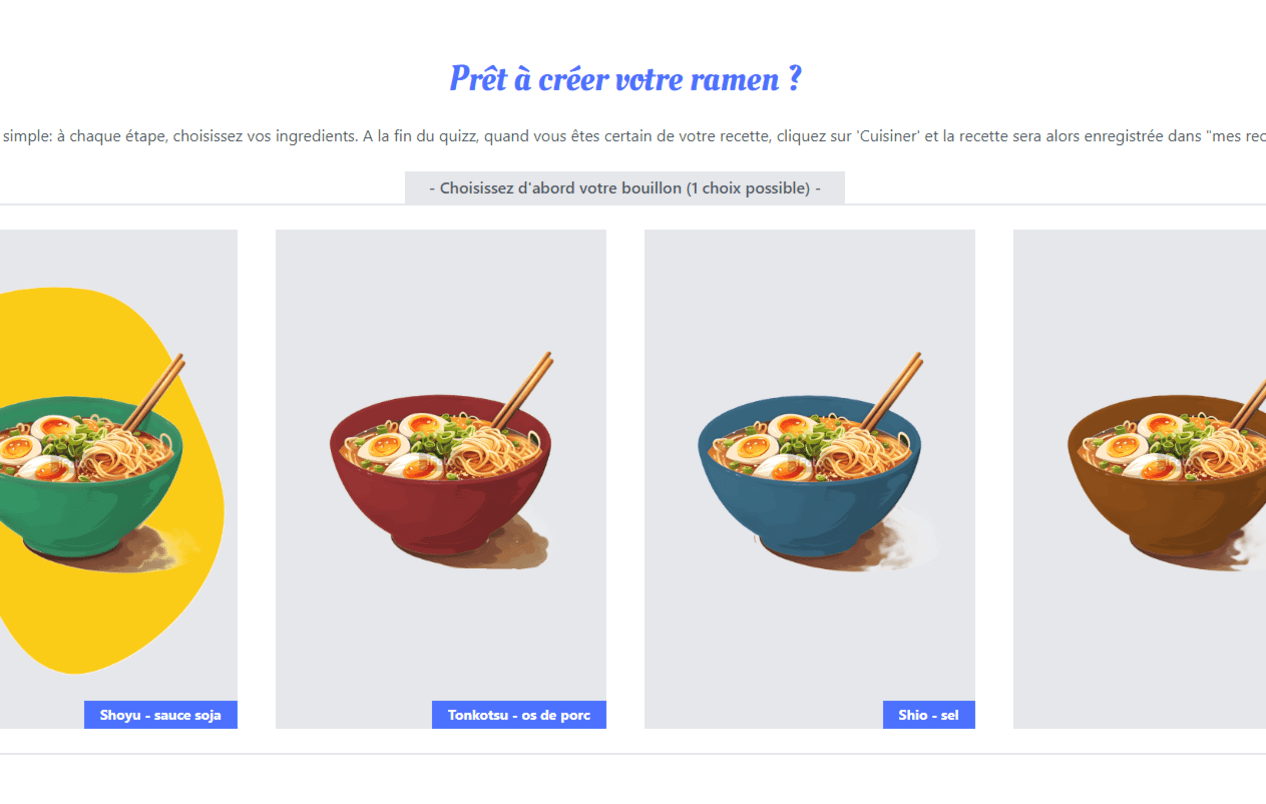 Prêt à créer votre ramen ?
simple: à chaque étape, choisissez vos ingredients. A la fin du quizz, quand vous êtes certain de votre recette, cliquez sur 'Cuisiner' et la recette sera alors enregistrée dans "mes rec
- Choisissez d'abord votre bouillon (1 choix possible) -
Shoyu - sauce soja
Tonkotsu - os de porc
Shio - sel